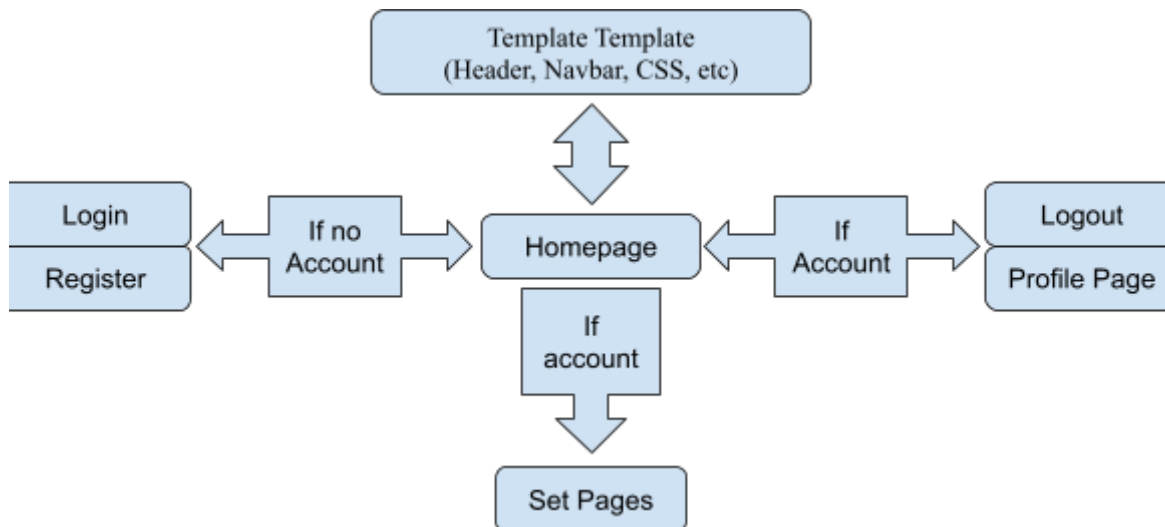 Template Template
(Header, Navbar, CSS, etc)
Login
Register
If no
Account
Homepage
If
Account
Logout
Profile Page
If
account
Set Pages